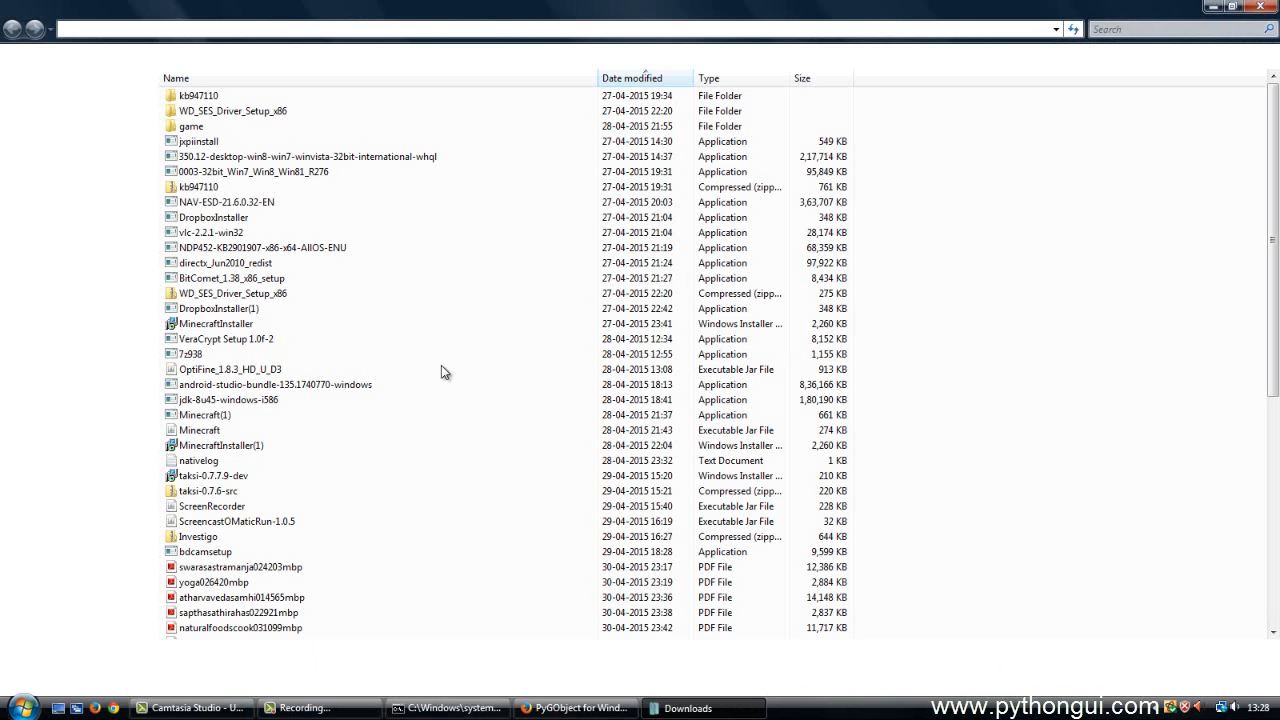 Search
Name Date modified Type Size
kb947110 27-04-2015 19:34 File Folder
WD_SES_Driver_Setup_x86 27-04-2015 22:20 File Folder
game 28-04-2015 21:55 File Folder
jxpiinstall 27-04-2015 14:30 Application 549 KB
350.12-desktop-win8-win7-winvista-32bit-international-whql 27-04-2015 14:37 Application 2,17,714 KB
0003-32bit_Win7_Win8_Win81_R276 27-04-2015 19:31 Application 95,849 KB
kb947110 27-04-2015 19:31 Compressed (zipp... 761 KB
NAV-ESD-21.6.0.32-EN 27-04-2015 20:03 Application 3,63,707 KB
DropboxInstaller 27-04-2015 21:04 Application 348 KB
vlc-2.2.1-win32 27-04-2015 21:04 Application 28,174 KB
NDP452-KB2901907-x86-x64-AllOS-ENU 27-04-2015 21:19 Application 68,359 KB
directx_Jun2010_redist 27-04-2015 21:24 Application 97,922 KB
BitComet_1.38_x86_setup 27-04-2015 21:27 Application 8,434 KB
WD_SES_Driver_Setup_x86 27-04-2015 22:20 Compressed (zipp... 275 KB
DropboxInstaller(1) 27-04-2015 22:42 Application 348 KB
MinecraftInstaller 27-04-2015 23:41 Windows Installer ... 2,260 KB
VeraCrypt Setup 1.0f-2 28-04-2015 12:34 Application 8,152 KB
7z938 28-04-2015 12:55 Application 1,155 KB
OptiFine_1.8.3_HD_U_D3 28-04-2015 13:08 Executable Jar File 913 KB
android-studio-bundle-135.1740770-windows 28-04-2015 18:13 Application 8,36,166 KB
jdk-8u45-windows-i586 28-04-2015 18:41 Application 1,80,190 KB
Minecraft(1) 28-04-2015 21:37 Application 661 KB
Minecraft 28-04-2015 21:43 Executable Jar File 274 KB
MinecraftInstaller(1) 28-04-2015 22:04 Windows Installer ... 2,260 KB
nativelog 28-04-2015 23:32 Text Document 1 KB
taksi-0.7.7.9-dev 29-04-2015 15:20 Windows Installer ... 210 KB
taksi-0.7.6-src 29-04-2015 15:21 Compressed (zipp... 220 KB
ScreenRecorder 29-04-2015 15:40 Executable Jar File 228 KB
ScreencastOMaticRun-1.0.5 29-04-2015 16:19 Executable Jar File 32 KB
Investigo 29-04-2015 16:27 Compressed (zipp... 644 KB
bdcamsetup 29-04-2015 18:28 Application 9,599 KB
swarasastramanja024203mbp 30-04-2015 23:17 PDF File 12,386 KB
yoga026420mbp 30-04-2015 23:19 PDF File 2,884 KB
atharvavedasamhi014565mbp 30-04-2015 23:36 PDF File 14,148 KB
sapthasathirahas022921mbp 30-04-2015 23:38 PDF File 2,837 KB
naturalfoodscook031099mbp 30-04-2015 23:42 PDF File 11,717 KB
Camtasia Studio - U... Recording... C:\Windows\system... PyGObject for Wind... Downloads www.pythongui.com 13:28